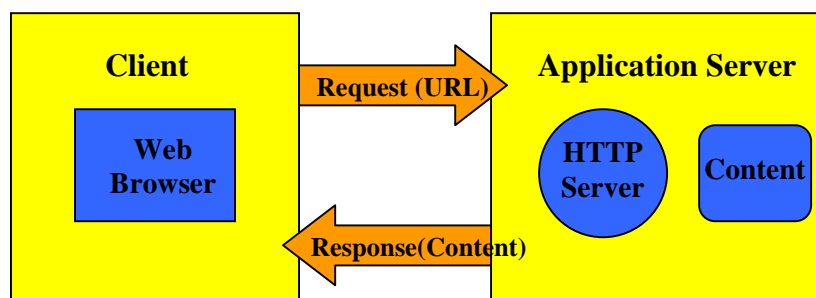 Client
Web
Browser
Request (URL)
Response(Content)
Application Server
HTTP
Server
Content